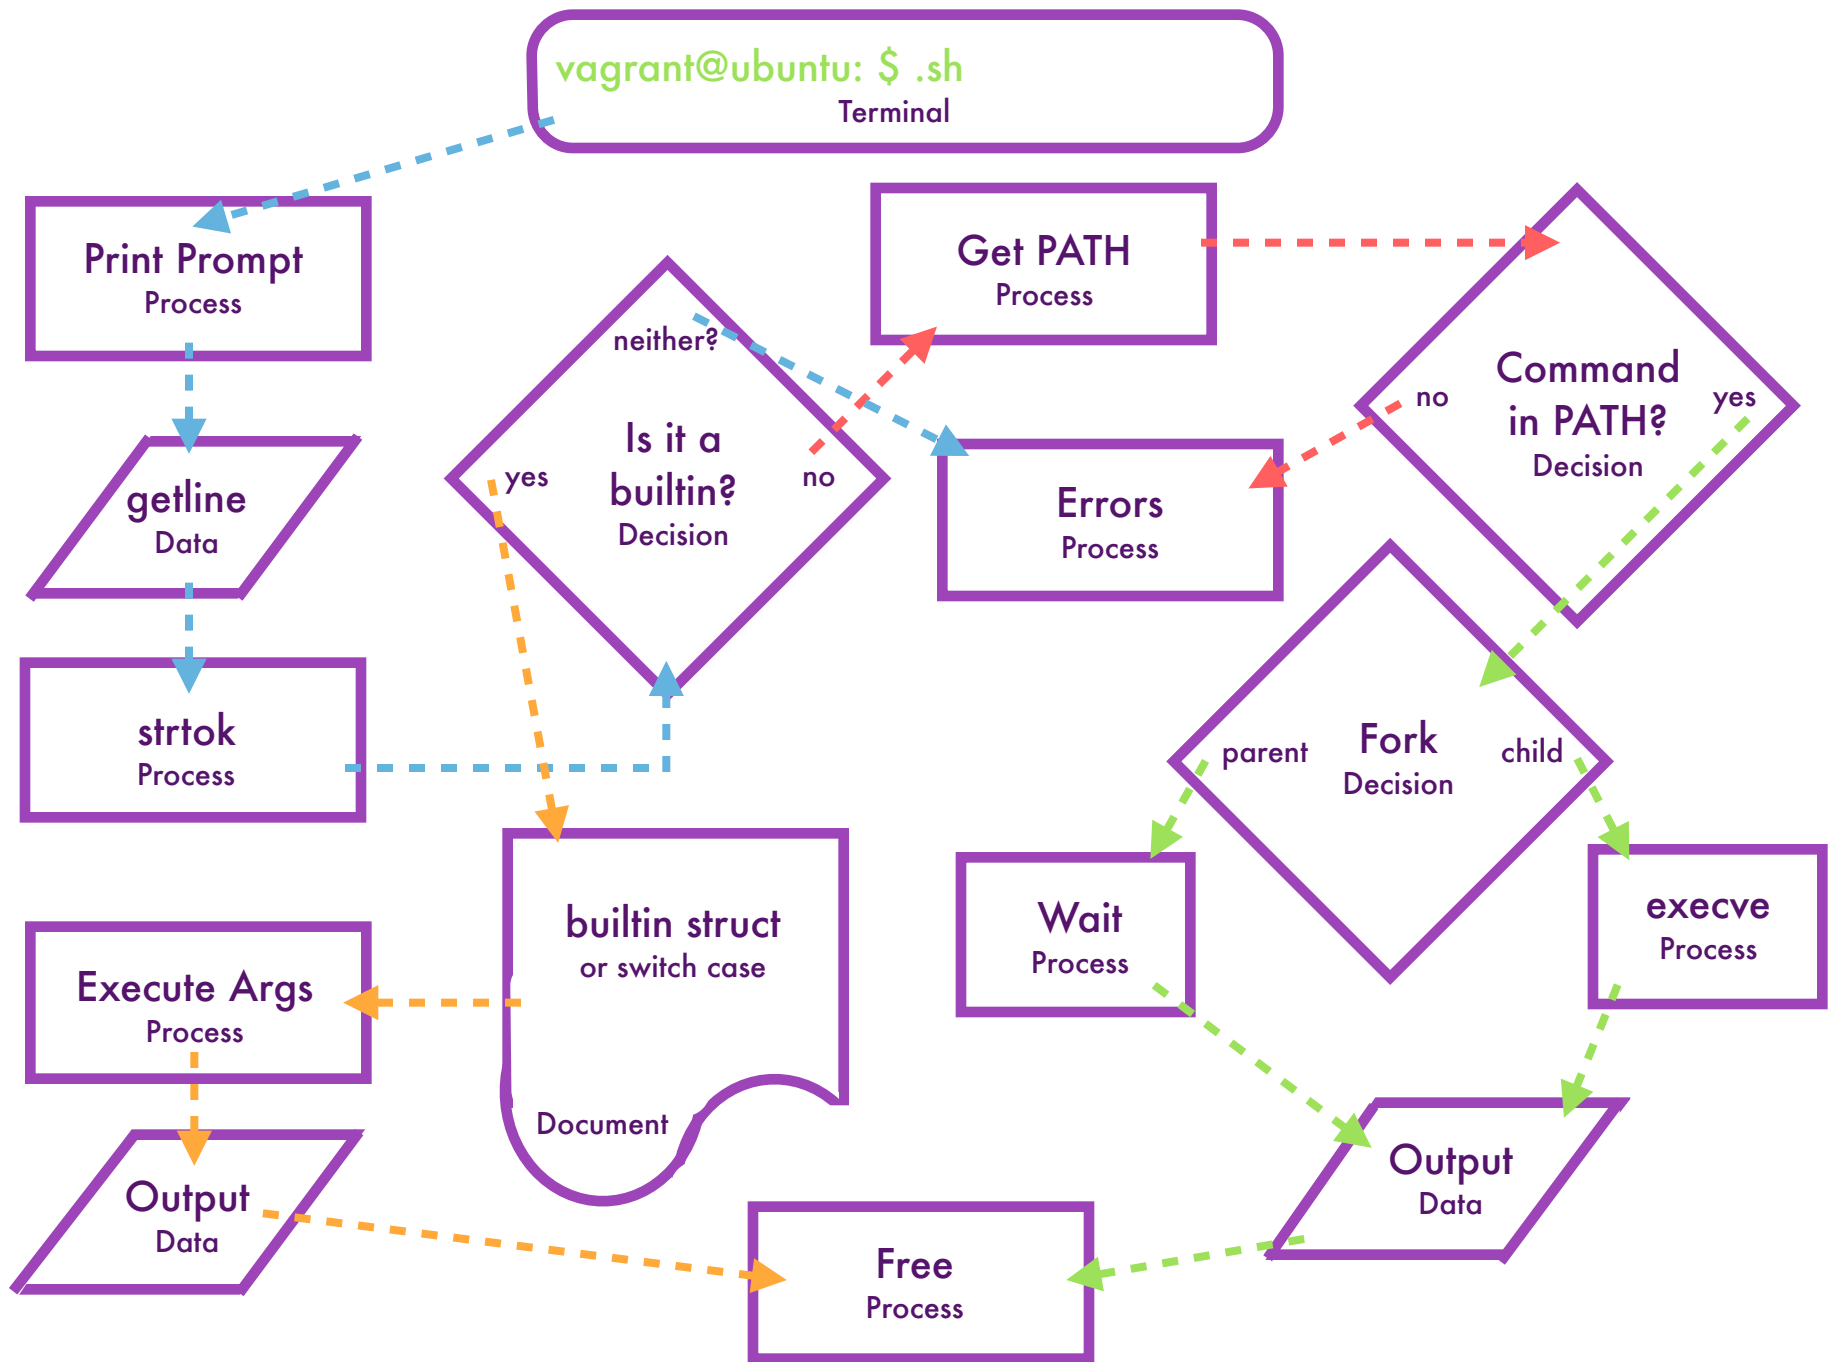 vagrant@ubuntu: $ .sh
Terminal
Print Prompt
Process
Get PATH
Process
neither?
Is it a
builtin?
Decision
yes
no
Command
in PATH?
Decision
no
yes
getline
Data
Errors
Process
strtok
Process
Fork
Decision
parent
child
builtin struct
or switch case
Document
Wait
Process
execve
Process
Execute Args
Process
Output
Data
Output
Data
Free
Process